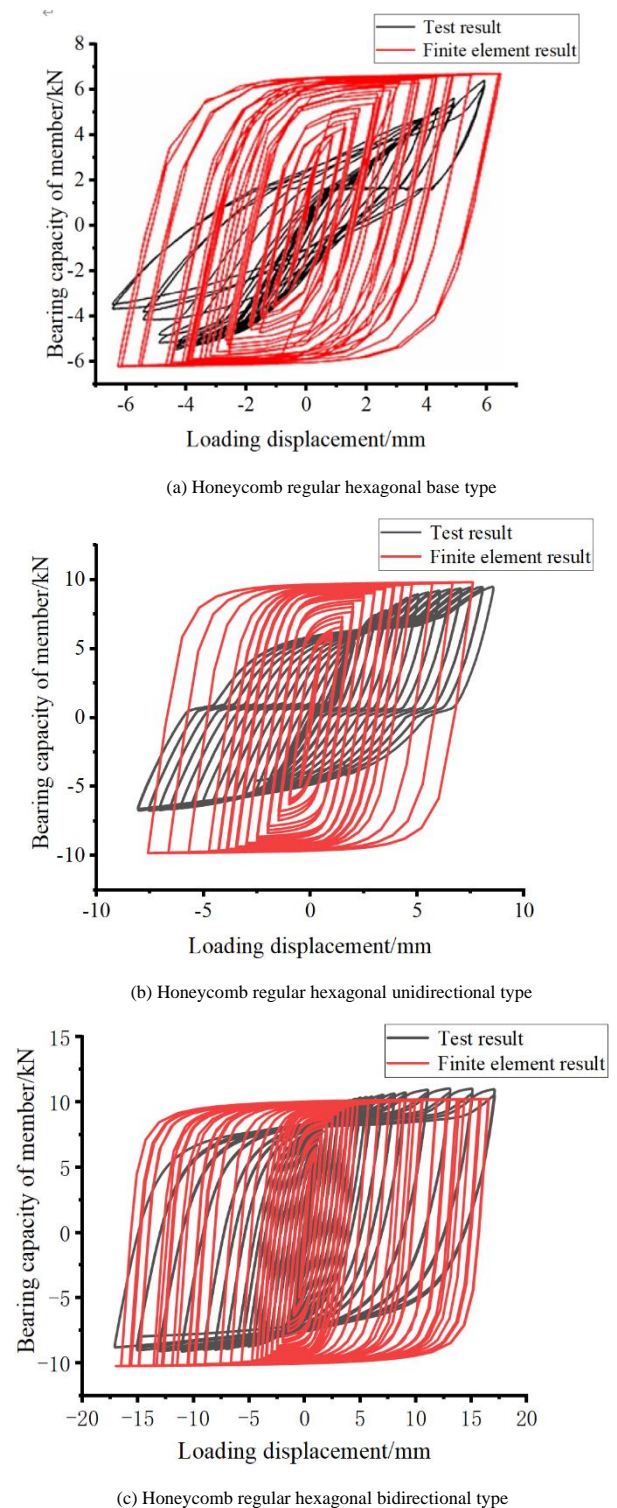 Test result
Finite element result
8
6
4
2
0
-2
-4
-6
Bearing capacity of member/kN
-6 -4 -2 0 2 4 6
Loading displacement/mm
(a) Honeycomb regular hexagonal base type
Test result
Finite element result
10
5
0
-5
-10
Bearing capacity of member/kN
-10 -5 0 5 10
Loading displacement/mm
(b) Honeycomb regular hexagonal unidirectional type
Test result
Finite element result
15
10
5
0
−5
−10
Bearing capacity of member/kN
−20 −15 −10 −5 0 5 10 15 20
Loading displacement/mm
(c) Honeycomb regular hexagonal bidirectional type